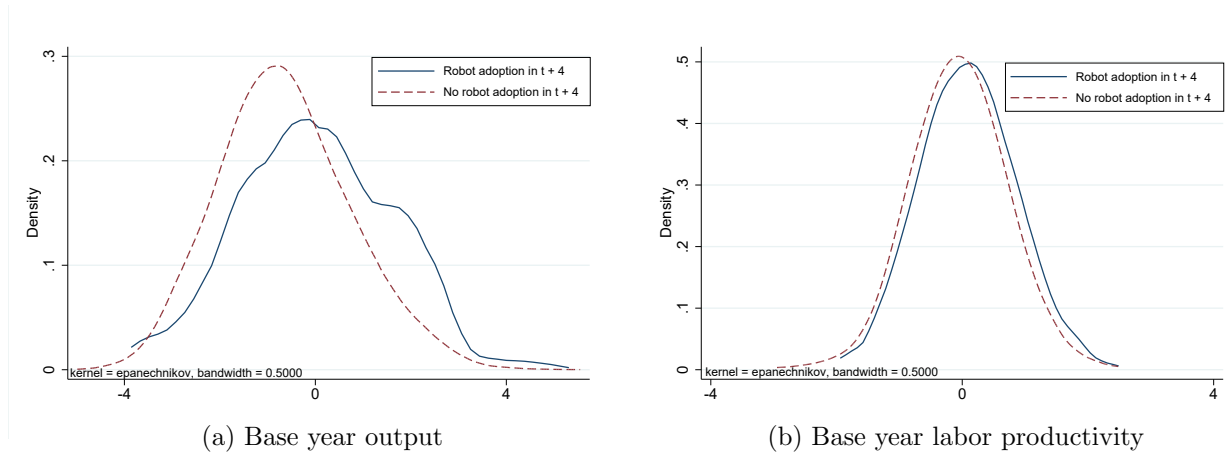 Density
.3
.2
.1
0
-4
0
4
Robot adoption in t + 4
No robot adoption in t + 4
kernel = epanechnikov, bandwidth = 0.5000
(a) Base year output
Density
.5
.4
.3
.2
.1
0
-4
0
4
Robot adoption in t + 4
No robot adoption in t + 4
kernel = epanechnikov, bandwidth = 0.5000
(b) Base year labor productivity